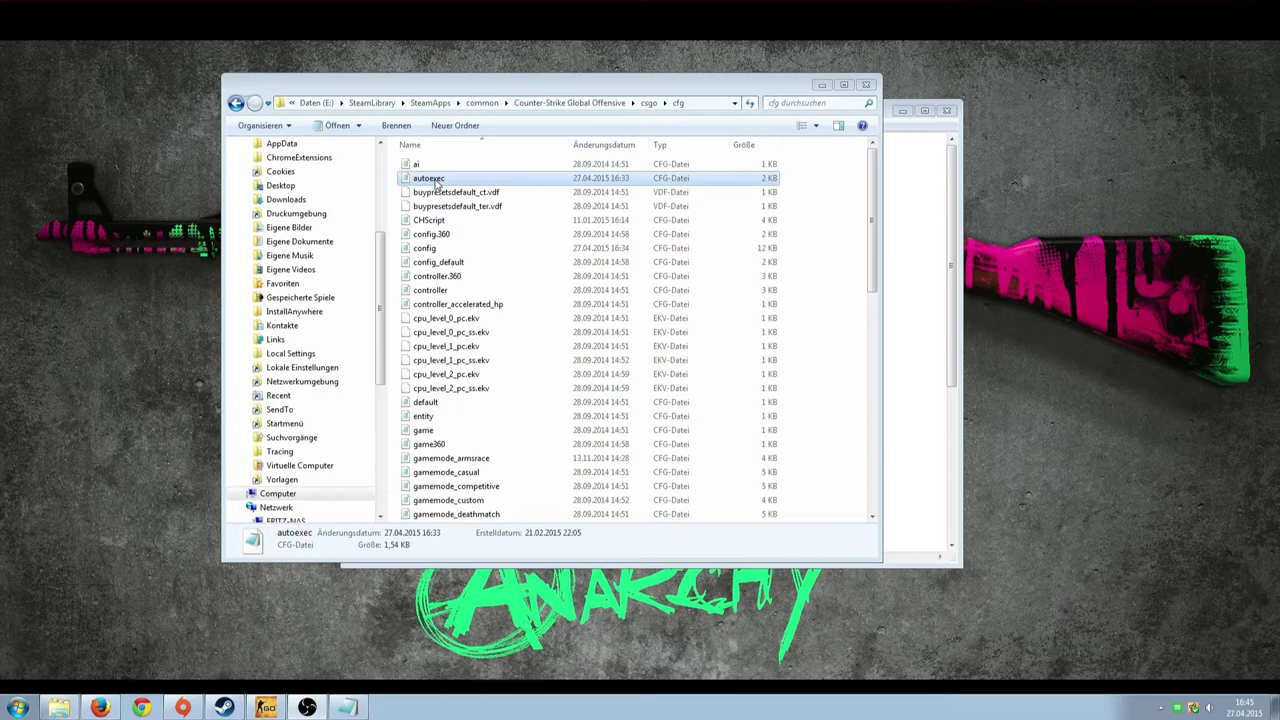 « Daten (E:) ▸ SteamLibrary ▸ SteamApps ▸ common ▸ Counter-Strike Global Offensive ▸ csgo ▸ cfg
cfg durchsuchen
Organisieren Öffnen Brennen Neuer Ordner
AppData
ChromeExtensions
Cookies
Desktop
Downloads
Druckumgebung
Eigene Bilder
Eigene Dokumente
Eigene Musik
Eigene Videos
Favoriten
Gespeicherte Spiele
InstallAnywhere
Kontakte
Links
Local Settings
Lokale Einstellungen
Netzwerkumgebung
Recent
SendTo
Startmenü
Suchvorgänge
Tracing
Virtuelle Computer
Vorlagen
Computer
Netzwerk
FRITZ-NAS
Name Änderungsdatum Typ Größe
ai 28.09.2014 14:51 CFG-Datei 1 KB
autoexec 27.04.2015 16:33 CFG-Datei 2 KB
buypresetsdefault_ct.vdf 28.09.2014 14:51 VDF-Datei 1 KB
buypresetsdefault_ter.vdf 28.09.2014 14:51 VDF-Datei 1 KB
CHScript 11.01.2015 16:14 CFG-Datei 4 KB
config.360 28.09.2014 14:58 CFG-Datei 2 KB
config 27.04.2015 16:34 CFG-Datei 12 KB
config_default 28.09.2014 14:58 CFG-Datei 2 KB
controller.360 28.09.2014 14:51 CFG-Datei 3 KB
controller 28.09.2014 14:51 CFG-Datei 3 KB
controller_accelerated_hp 28.09.2014 14:51 CFG-Datei 1 KB
cpu_level_0_pc.ekv 28.09.2014 14:51 EKV-Datei 1 KB
cpu_level_0_pc_ss.ekv 28.09.2014 14:51 EKV-Datei 1 KB
cpu_level_1_pc.ekv 28.09.2014 14:51 EKV-Datei 1 KB
cpu_level_1_pc_ss.ekv 28.09.2014 14:52 EKV-Datei 1 KB
cpu_level_2_pc.ekv 28.09.2014 14:59 EKV-Datei 1 KB
cpu_level_2_pc_ss.ekv 28.09.2014 14:59 EKV-Datei 1 KB
default 28.09.2014 14:51 CFG-Datei 1 KB
entity 28.09.2014 14:51 CFG-Datei 1 KB
game 28.09.2014 14:51 CFG-Datei 1 KB
game360 28.09.2014 14:58 CFG-Datei 1 KB
gamemode_armsrace 13.11.2014 14:28 CFG-Datei 4 KB
gamemode_casual 28.09.2014 14:51 CFG-Datei 5 KB
gamemode_competitive 28.09.2014 14:51 CFG-Datei 5 KB
gamemode_custom 28.09.2014 14:52 CFG-Datei 4 KB
gamemode_deathmatch 28.09.2014 14:51 CFG-Datei 5 KB
autoexec Änderungsdatum: 27.04.2015 16:33 Erstelldatum: 21.02.2015 22:05
CFG-Datei Größe: 1,54 KB
ANARCHY
GO
16:45
27.04.2015